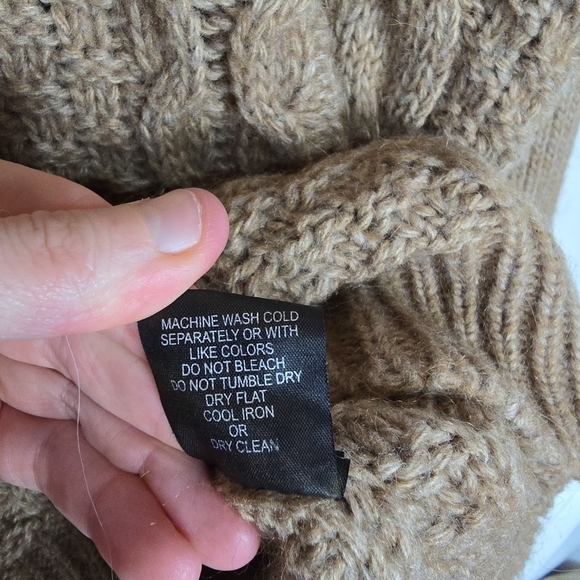 MACHINE WASH COLD
SEPARATELY OR WITH
LIKE COLORS
DO NOT BLEACH
DO NOT TUMBLE DRY
DRY FLAT
COOL IRON
OR
DRY CLEAN